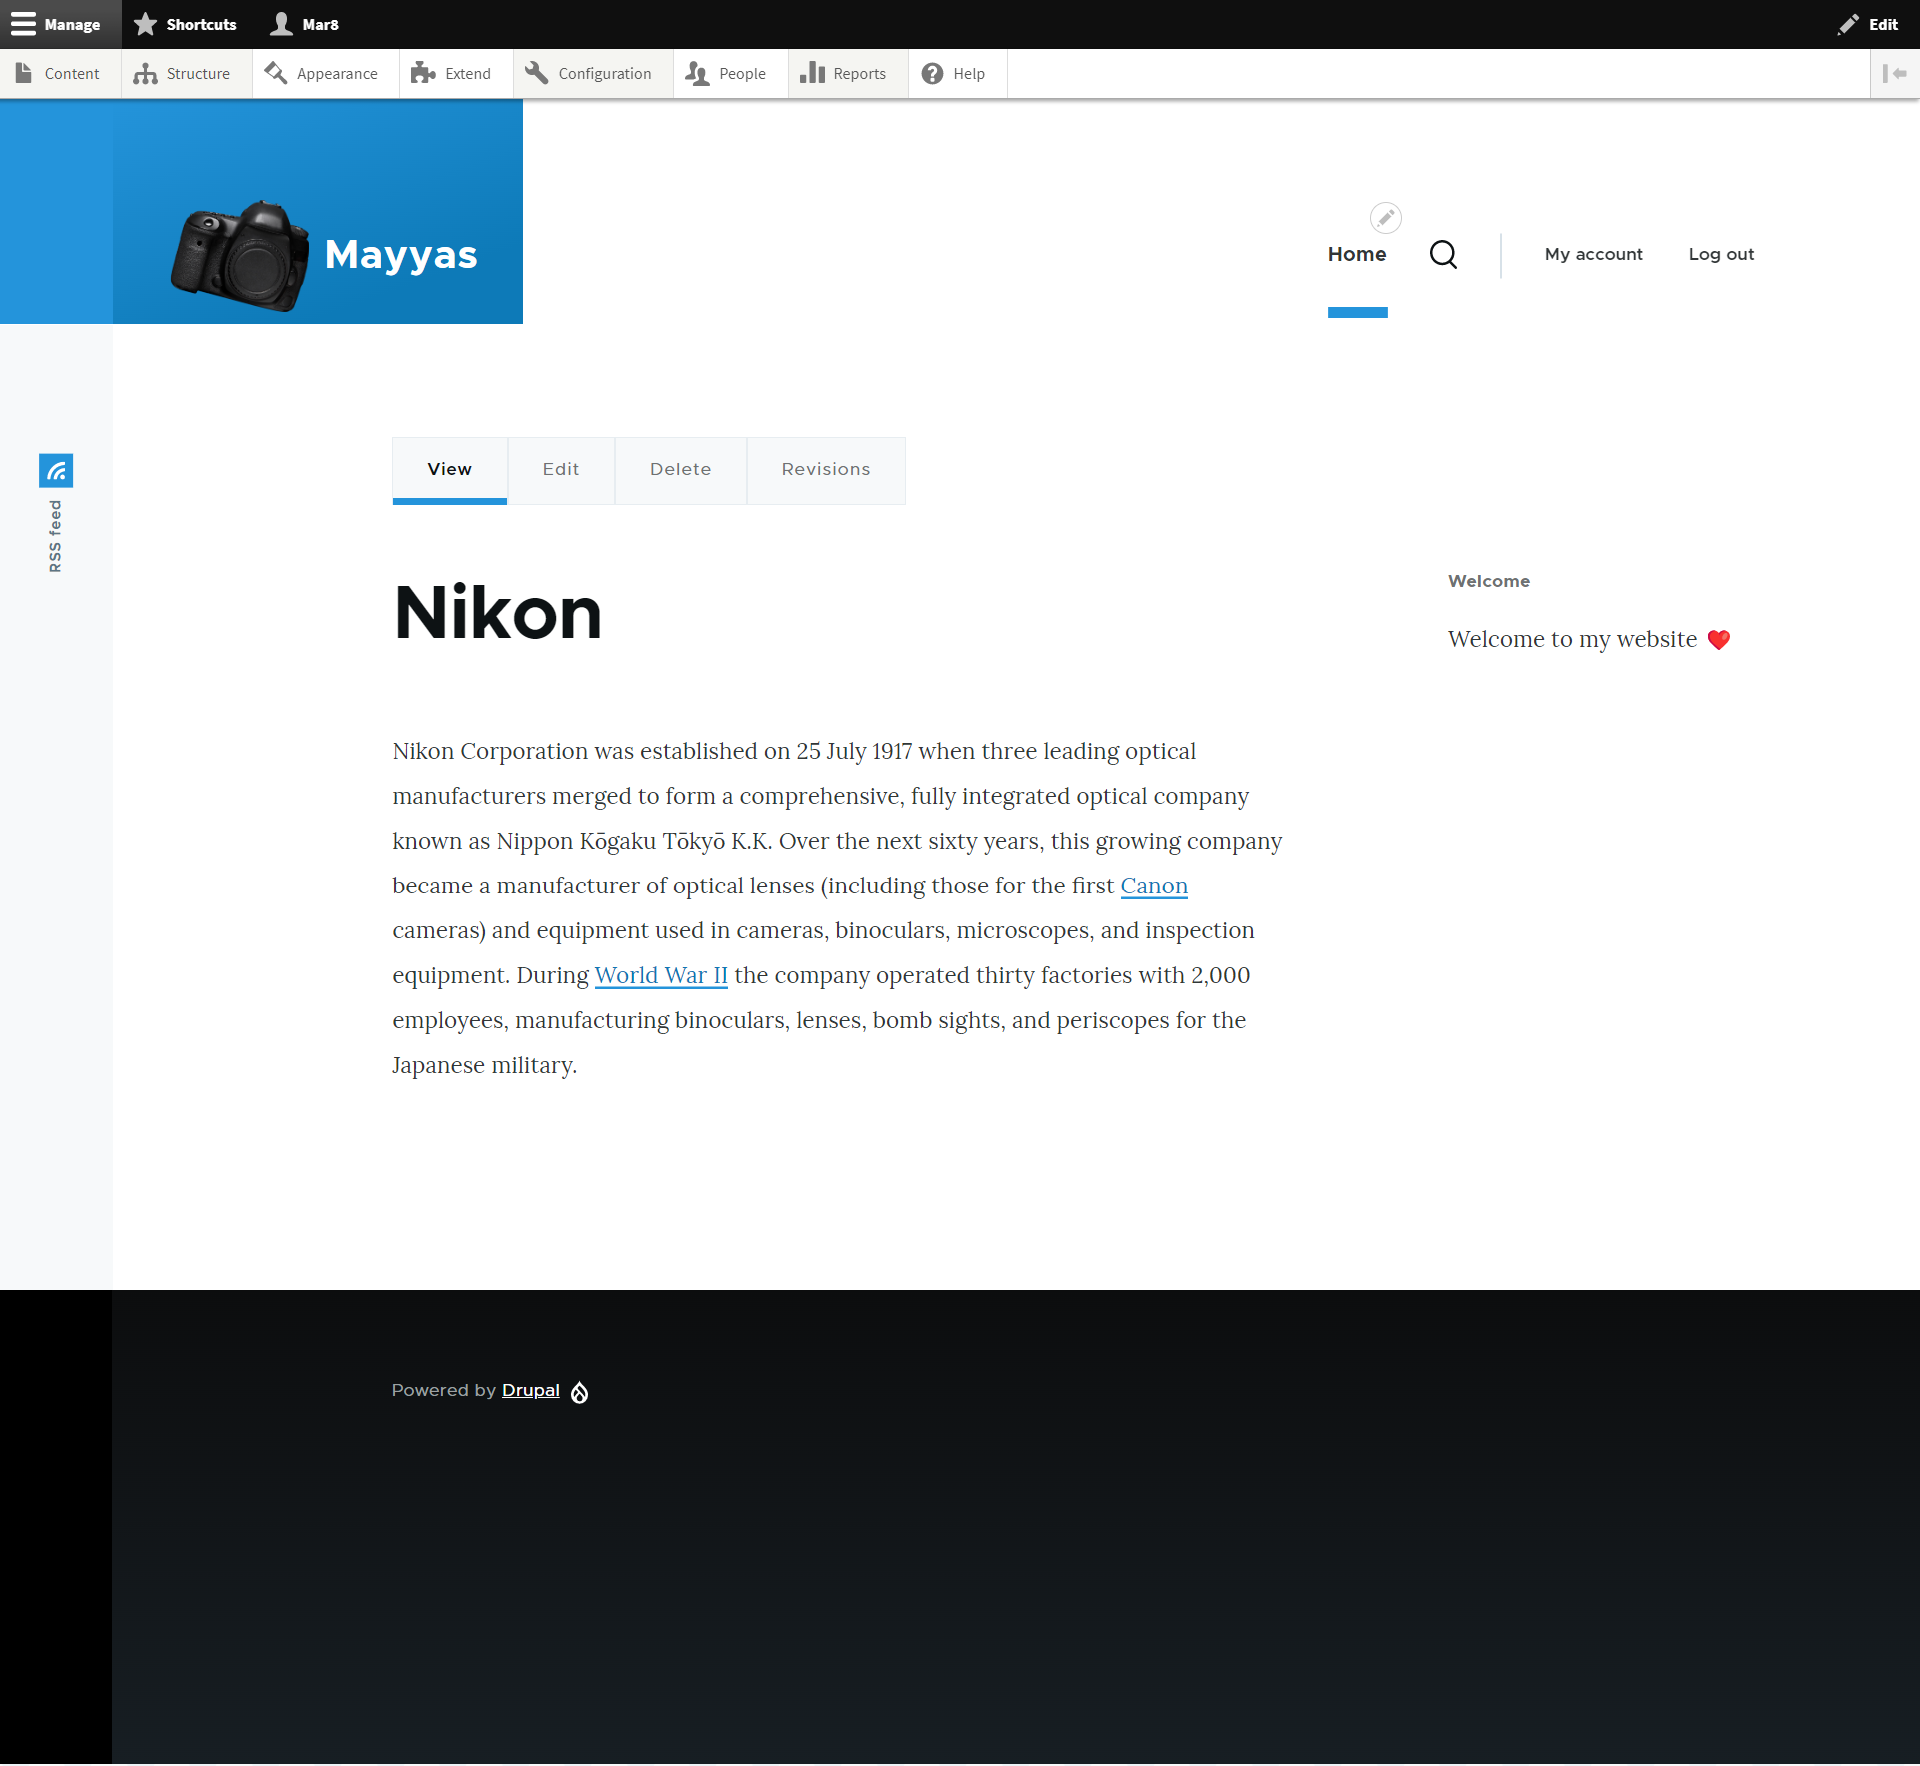 Manage
Shortcuts
Mar8
Edit
Content
Structure
Appearance
Extend
Configuration
People
Reports
Help
Mayyas
Home
My account
Log out
RSS feed
View
Edit
Delete
Revisions
Nikon
Nikon Corporation was established on 25 July 1917 when three leading optical
manufacturers merged to form a comprehensive, fully integrated optical company
known as Nippon Kōgaku Tōkyō K.K. Over the next sixty years, this growing company
became a manufacturer of optical lenses (including those for the first Canon
cameras) and equipment used in cameras, binoculars, microscopes, and inspection
equipment. During World War II the company operated thirty factories with 2,000
employees, manufacturing binoculars, lenses, bomb sights, and periscopes for the
Japanese military.
Welcome
Welcome to my website ❤️
Powered by Drupal